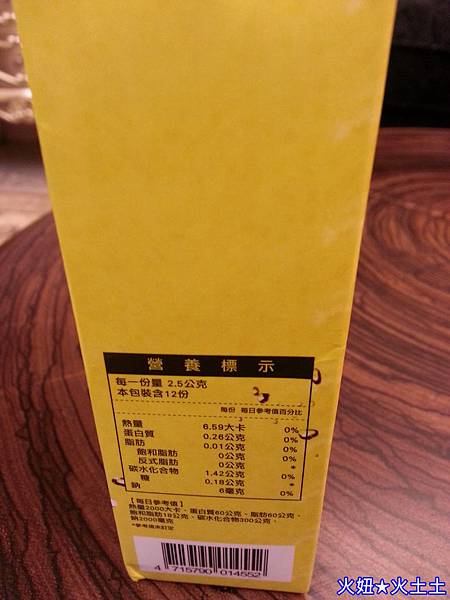 營養標示
每一份量 2.5公克
本包裝含12份
每份 每日參考值百分比
熱量 6.59大卡 0%
蛋白質 0.26公克 0%
脂肪 0.01公克 0%
飽和脂肪 0公克 0%
反式脂肪 0公克 *
碳水化合物 1.42公克 0%
糖 0.18公克 *
鈉 6毫克 0%
【每日參考值】
熱量2000大卡、蛋白質60公克、脂肪60公克、
飽和脂肪18公克、碳水化合物300公克、
鈉2000毫克
*參考值未訂定
4 715790 014552
火妞★火土土